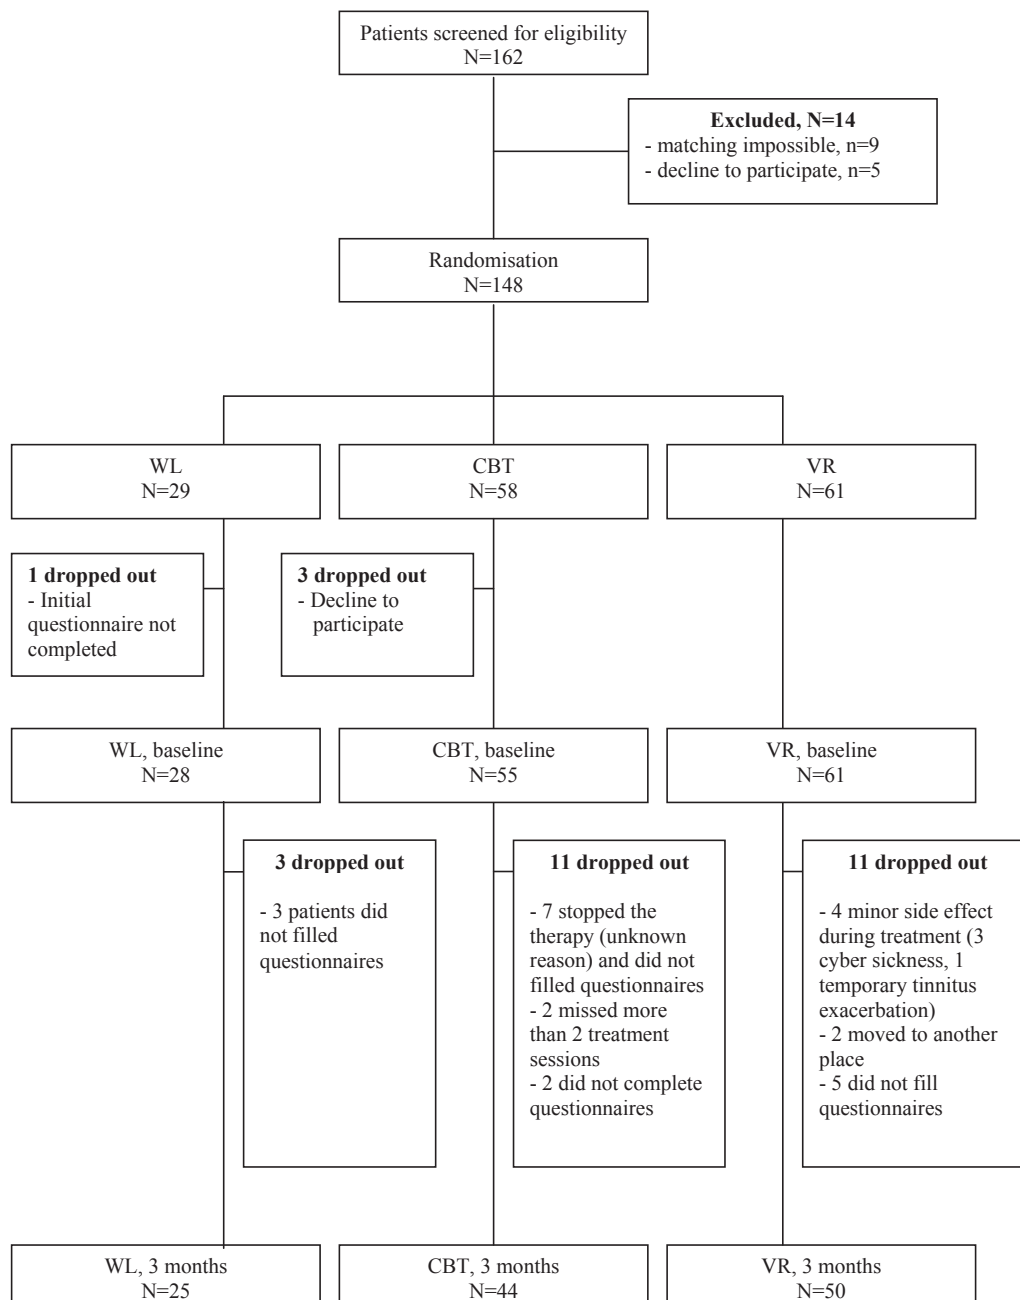 Patients screened for eligibility
N=162
Excluded, N=14
- matching impossible, n=9
- decline to participate, n=5
Randomisation
N=148
WL
N=29
CBT
N=58
VR
N=61
1 dropped out
- Initial
questionnaire not
completed
3 dropped out
- Decline to
participate
WL, baseline
N=28
CBT, baseline
N=55
VR, baseline
N=61
3 dropped out
- 3 patients did
not filled
questionnaires
11 dropped out
- 7 stopped the
therapy (unknown
reason) and did not
filled questionnaires
- 2 missed more
than 2 treatment
sessions
- 2 did not complete
questionnaires
11 dropped out
- 4 minor side effect
during treatment (3
cyber sickness, 1
temporary tinnitus
exacerbation)
- 2 moved to another
place
- 5 did not fill
questionnaires
WL, 3 months
N=25
CBT, 3 months
N=44
VR, 3 months
N=50